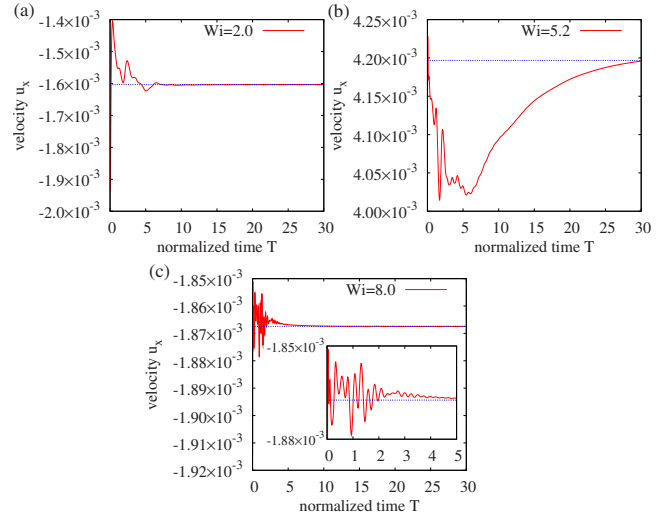 (a)
velocity u_x
-1.4×10^-3
-1.5×10^-3
-1.6×10^-3
-1.7×10^-3
-1.8×10^-3
-1.9×10^-3
-2.0×10^-3
Wi=2.0
0 5 10 15 20 25 30
normalized time T
(b)
velocity u_x
4.25×10^-3
4.20×10^-3
4.15×10^-3
4.10×10^-3
4.05×10^-3
4.00×10^-3
Wi=5.2
0 5 10 15 20 25 30
normalized time T
(c)
velocity u_x
-1.85×10^-3
-1.86×10^-3
-1.87×10^-3
-1.88×10^-3
-1.89×10^-3
-1.90×10^-3
-1.91×10^-3
-1.92×10^-3
Wi=8.0
-1.85×10^-3
-1.88×10^-3
0 1 2 3 4 5
0 5 10 15 20 25 30
normalized time T